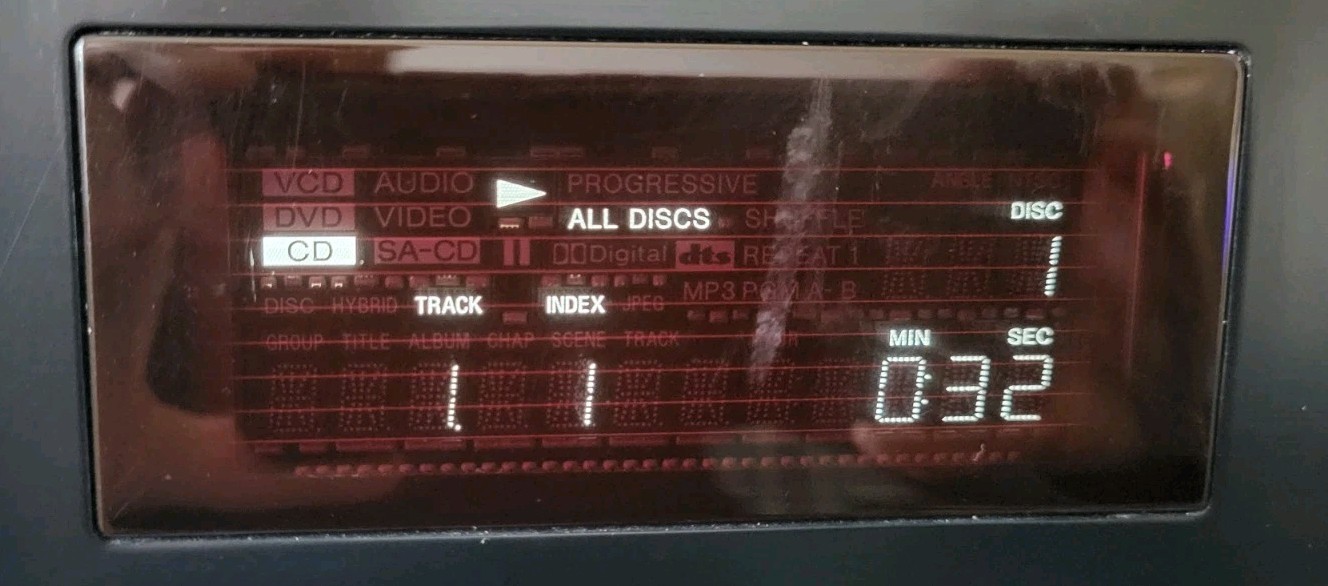 VCD AUDIO PROGRESSIVE ANGLE
DVD VIDEO ALL DISCS SHUFFLE DISC
CD SA-CD Digital dts REPEAT 1 1
DISC HYBRID TRACK INDEX JPEG MP3 PGM A-B
GROUP TITLE ALBUM CHAP SCENE TRACK MIN SEC
1. 1 0:32